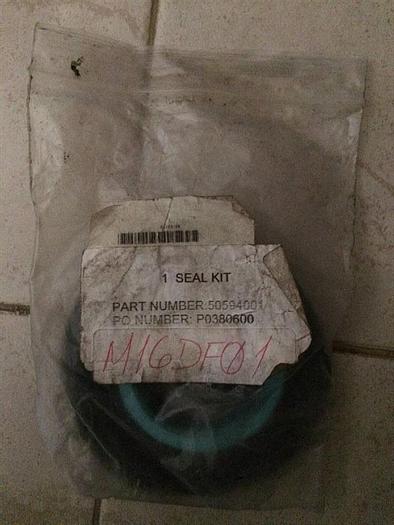 1 SEAL KIT
PART NUMBER:50594001
PO NUMBER: P0380600
M16DF01